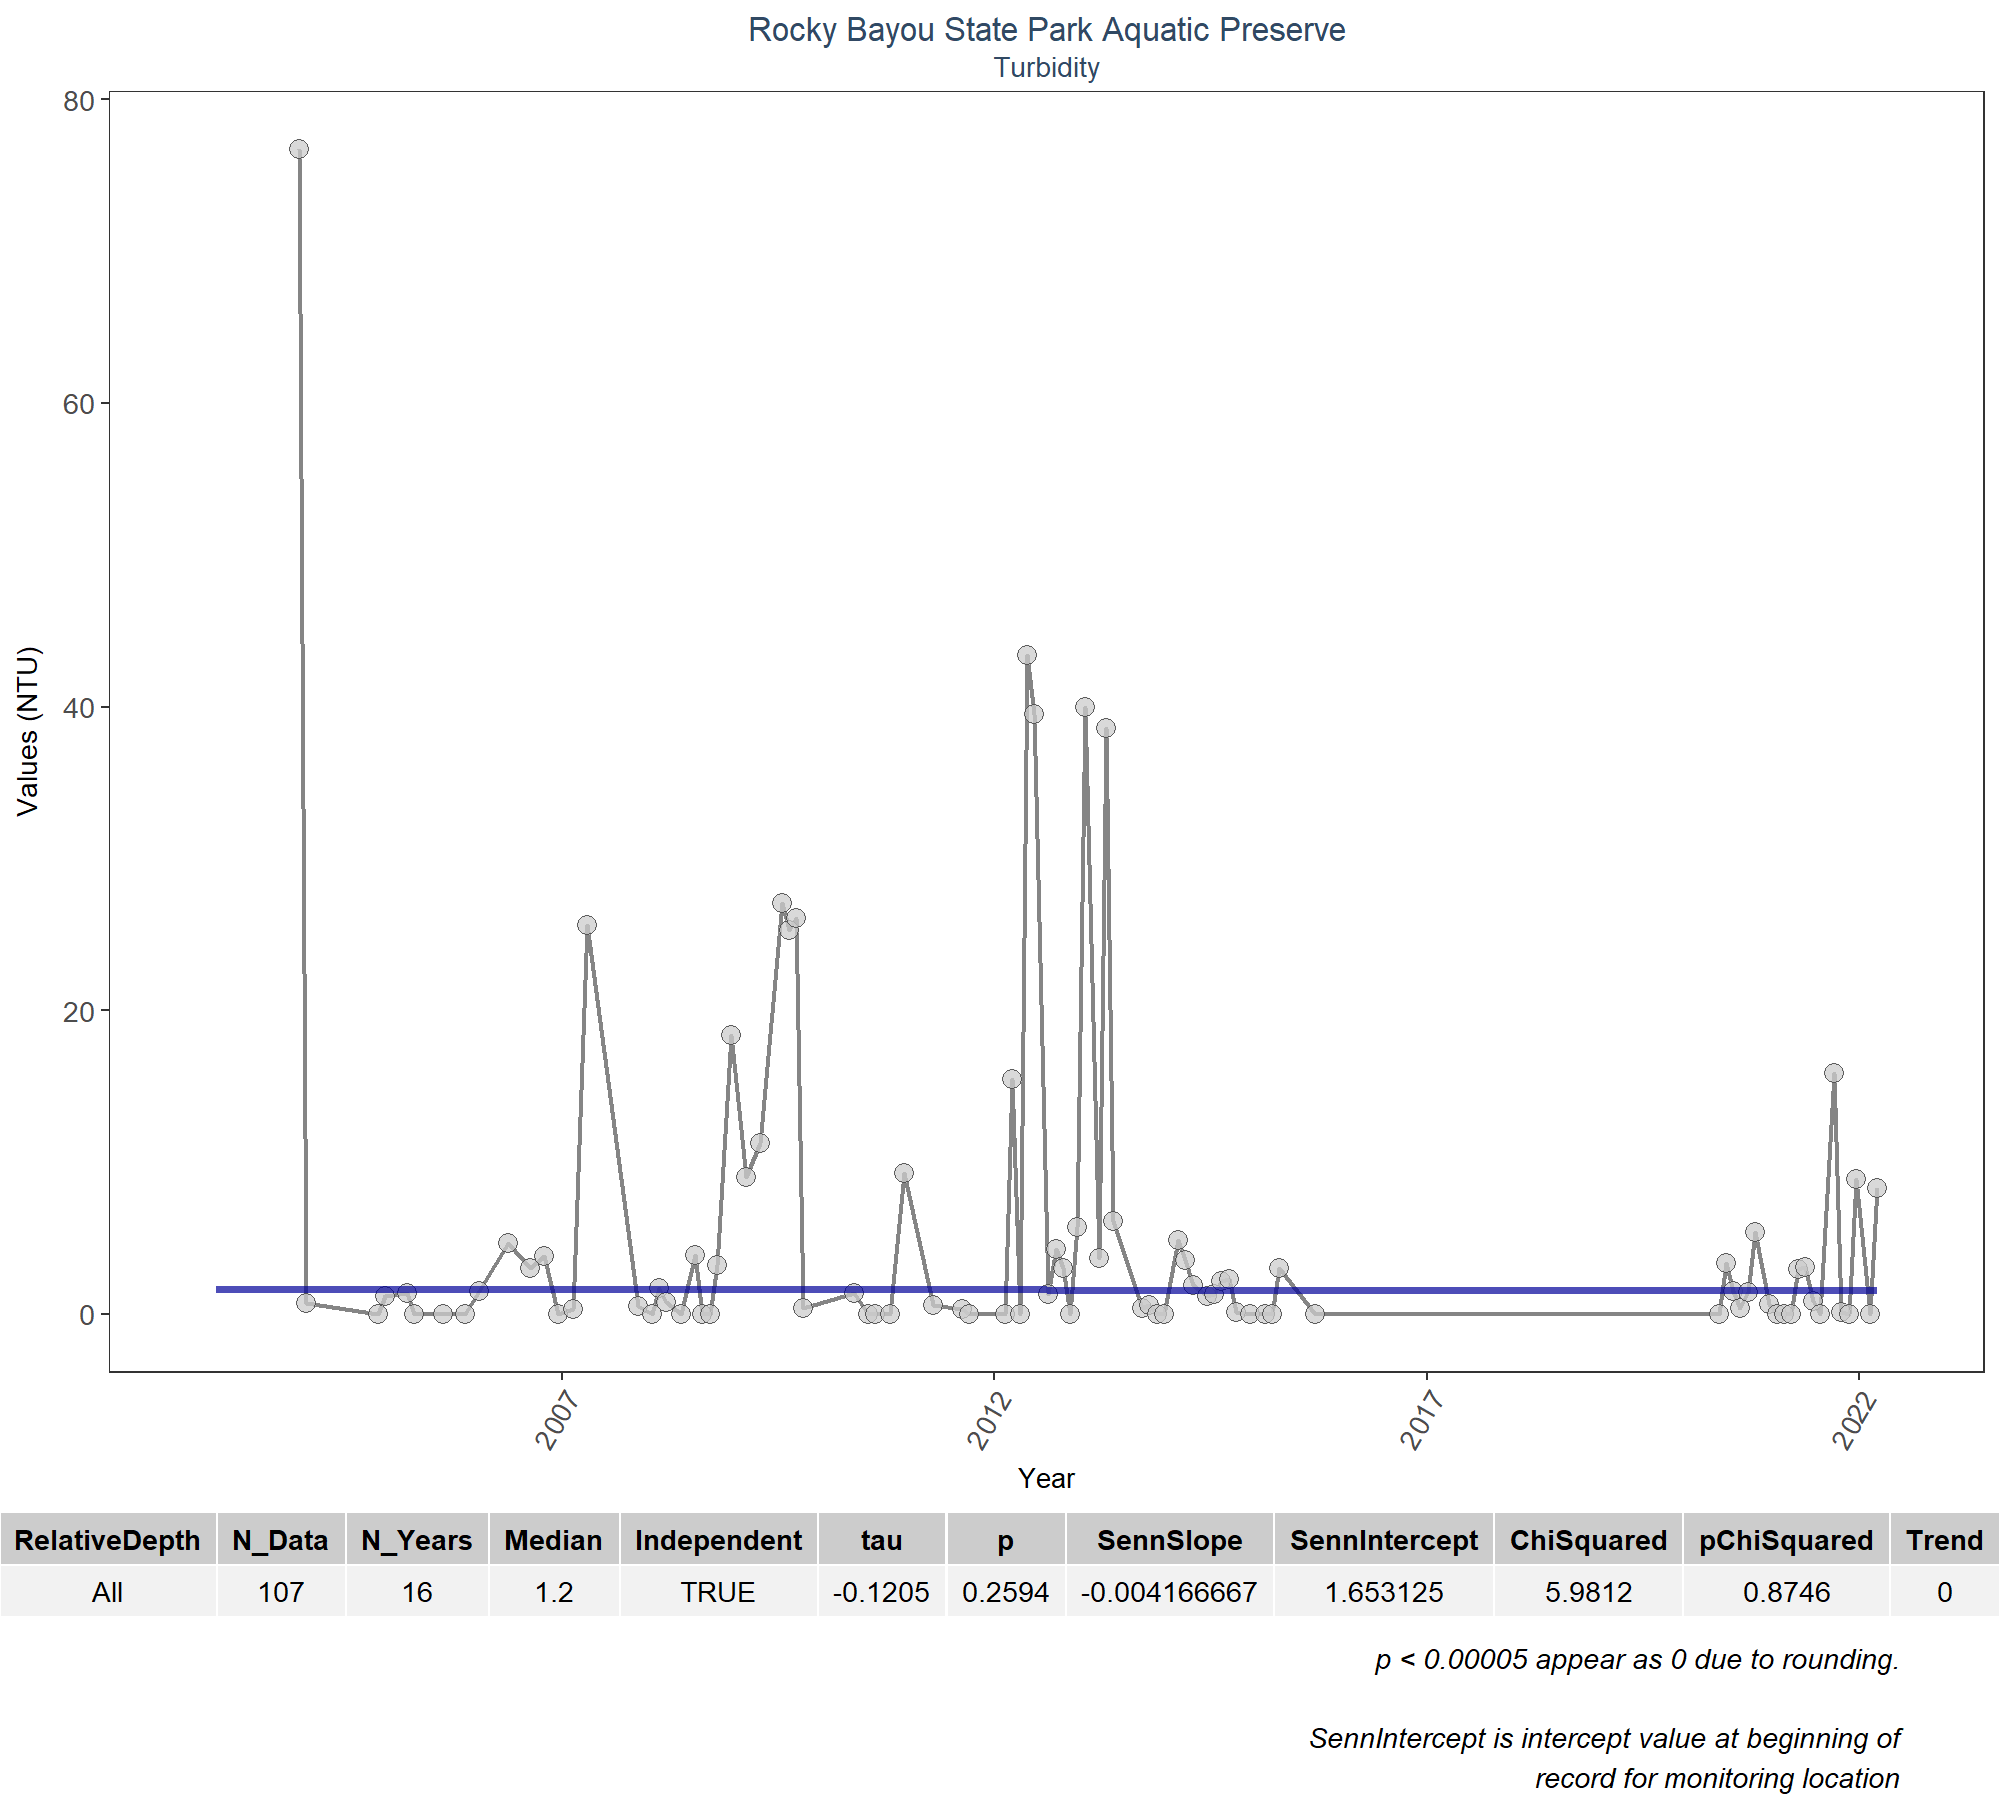 Rocky Bayou State Park Aquatic Preserve
Turbidity
Values (NTU)
80
60
40
20
0
2007 2012 2017 2022
Year
RelativeDepth N_Data N_Years Median Independent tau p SennSlope SennIntercept ChiSquared pChiSquared Trend
All 107 16 1.2 TRUE -0.1205 0.2594 -0.004166667 1.653125 5.9812 0.8746 0
p < 0.00005 appear as 0 due to rounding.
SennIntercept is intercept value at beginning of
record for monitoring location